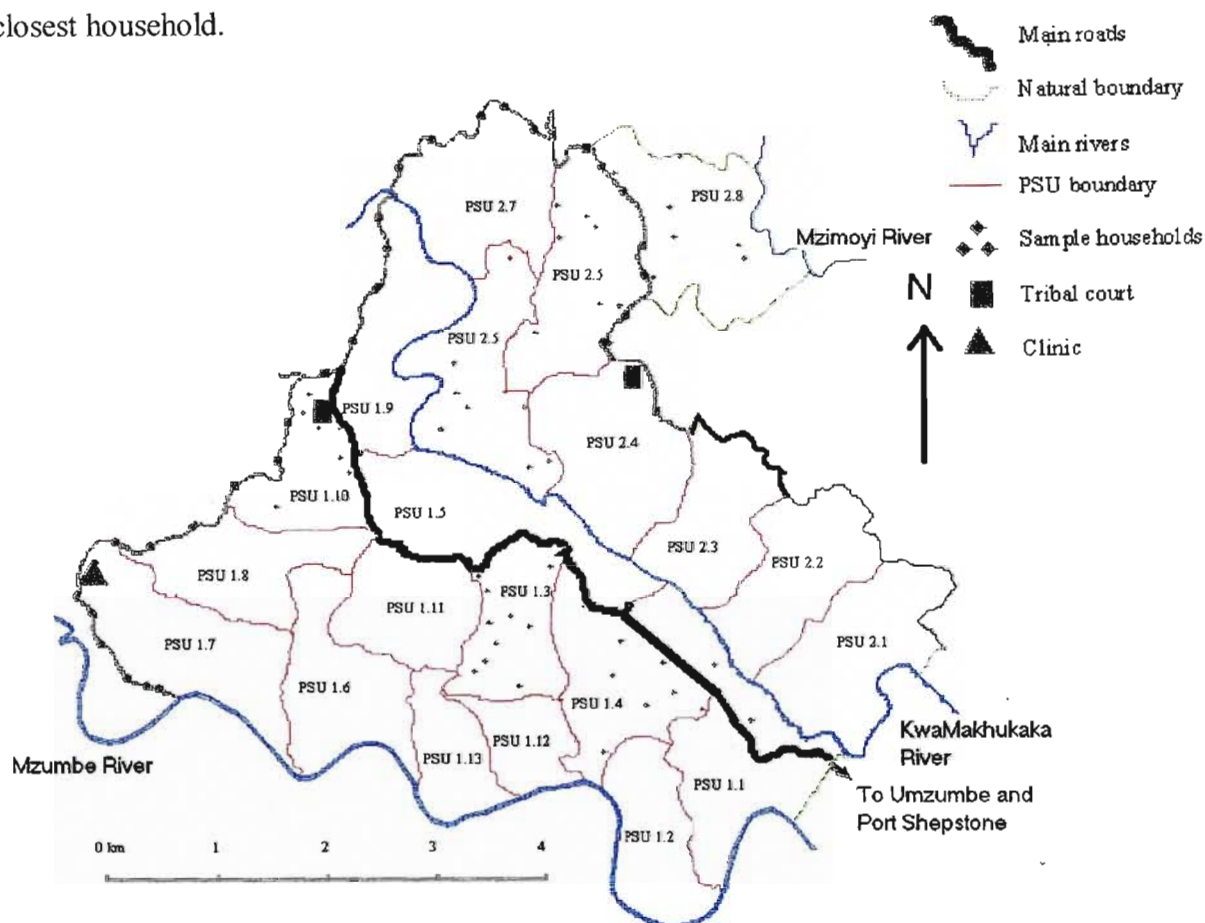 closest household.
Main roads
Natural boundary
Main rivers
PSU boundary
Sample households
Tribal court
Clinic
N
PSU 2.7
PSU 2.8
Mzimoyi River
PSU 2.5
PSU 2.5
PSU 1.9
PSU 2.4
PSU 1.10
PSU 1.5
PSU 2.3
PSU 2.2
PSU 1.8
PSU 1.3
PSU 1.11
PSU 2.1
PSU 1.7
PSU 1.6
PSU 1.4
PSU 1.12
PSU 1.13
KwaMakhukaka
River
Mzumbe River
PSU 1.1
To Umzumbe and
Port Shepstone
PSU 1.2
0 km 1 2 3 4